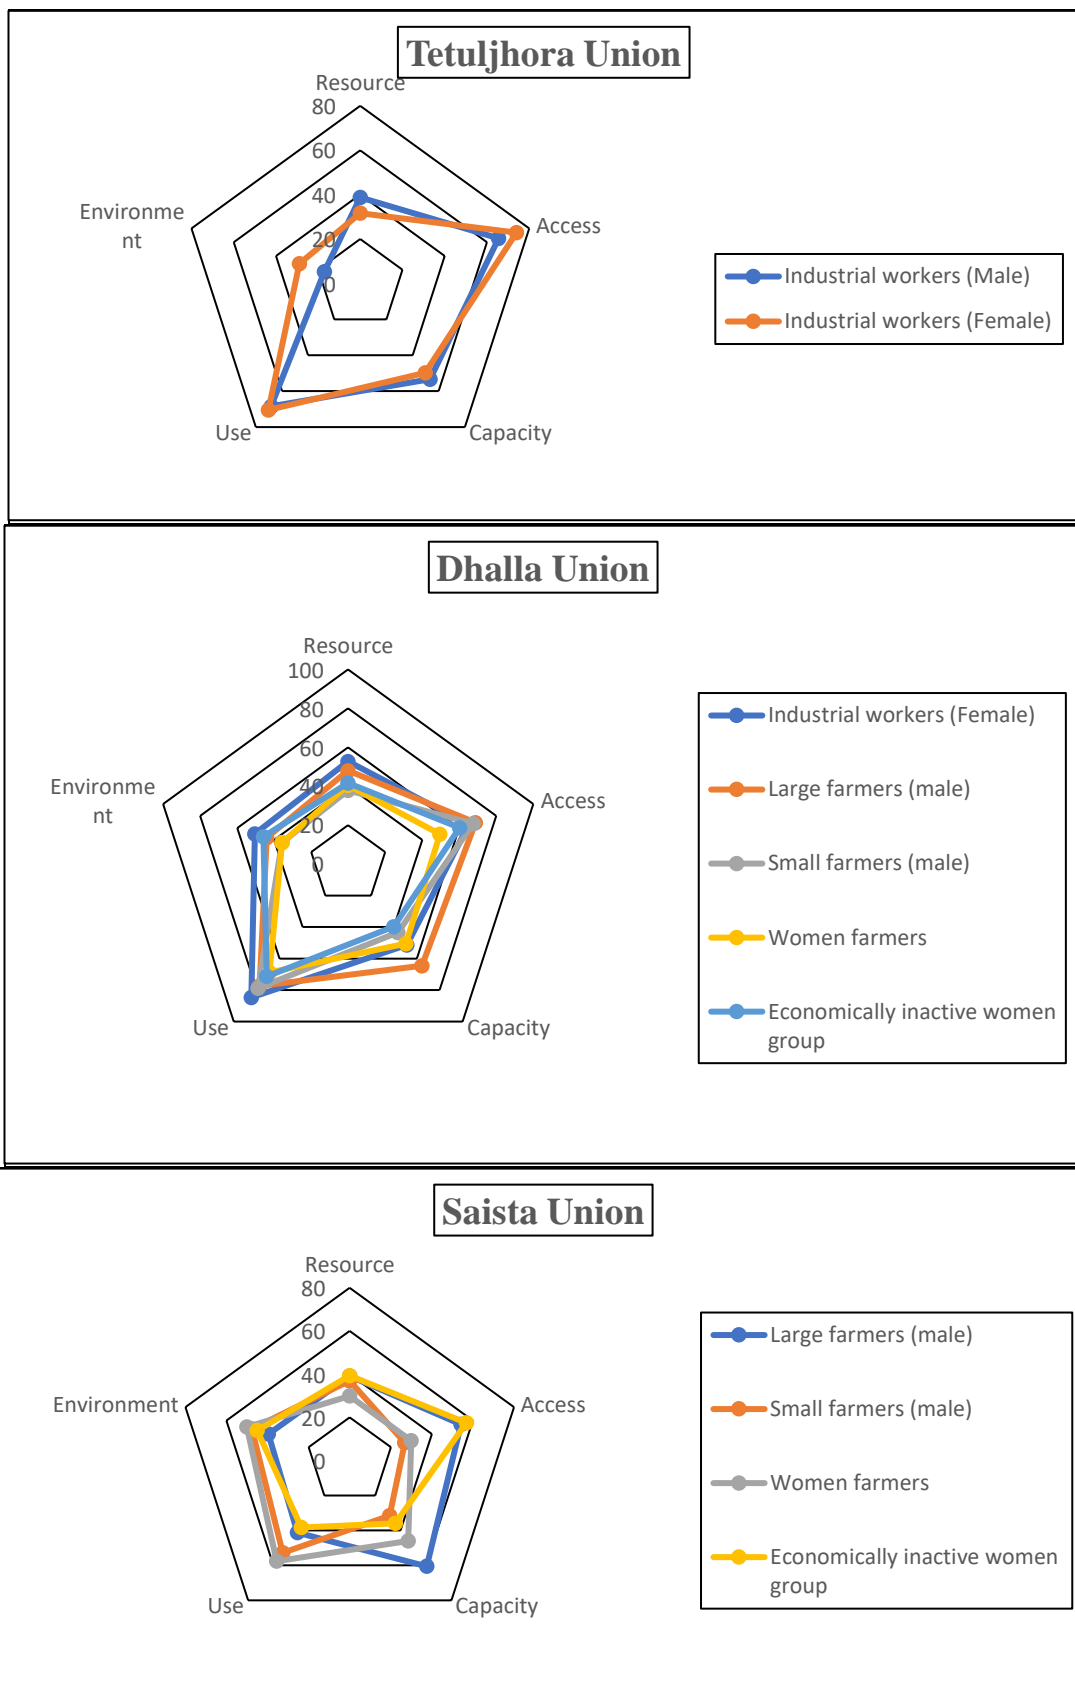 Tetuljhora Union
Resource
80
60
40
20
0
Access
Capacity
Use
Environme
nt
Industrial workers (Male)
Industrial workers (Female)
Dhalla Union
Resource
100
80
60
40
20
0
Access
Capacity
Use
Environme
nt
Industrial workers (Female)
Large farmers (male)
Small farmers (male)
Women farmers
Economically inactive women
group
Saista Union
Resource
80
60
40
20
0
Access
Capacity
Use
Environment
Large farmers (male)
Small farmers (male)
Women farmers
Economically inactive women
group